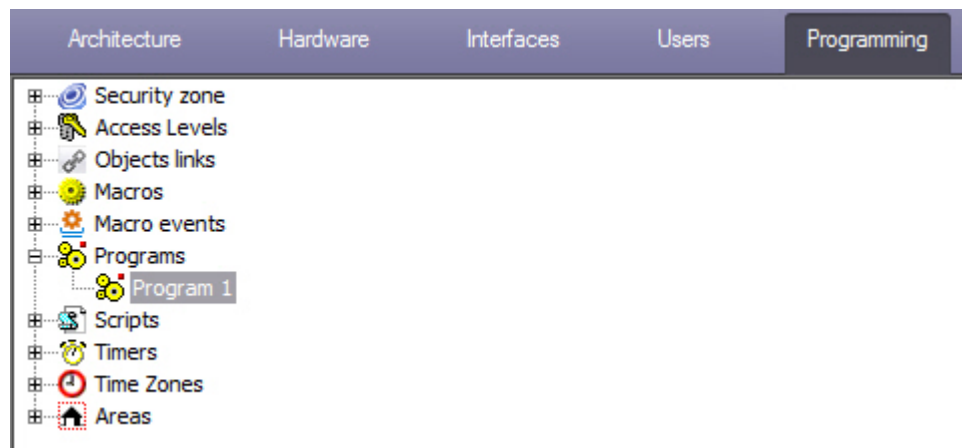 Architecture Hardware Interfaces Users Programming
Security zone
Access Levels
Objects links
Macros
Macro events
Programs
Program 1
Scripts
Timers
Time Zones
Areas